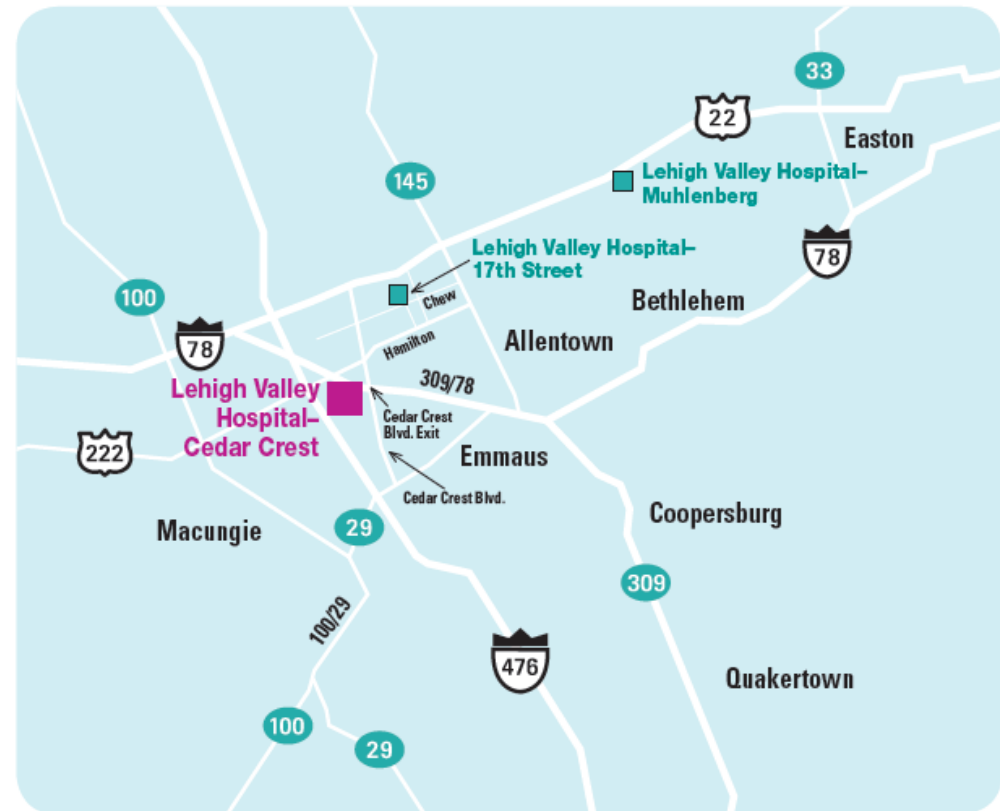 33
22
Easton
145
Lehigh Valley Hospital–
Muhlenberg
Lehigh Valley Hospital–
17th Street
78
100
Chew
Bethlehem
78
Hamilton
Allentown
309/78
Lehigh Valley
Hospital–
Cedar Crest
Cedar Crest
Blvd. Exit
222
Emmaus
Cedar Crest Blvd.
Macungie
29
Coopersburg
309
100/29
476
Quakertown
100
29